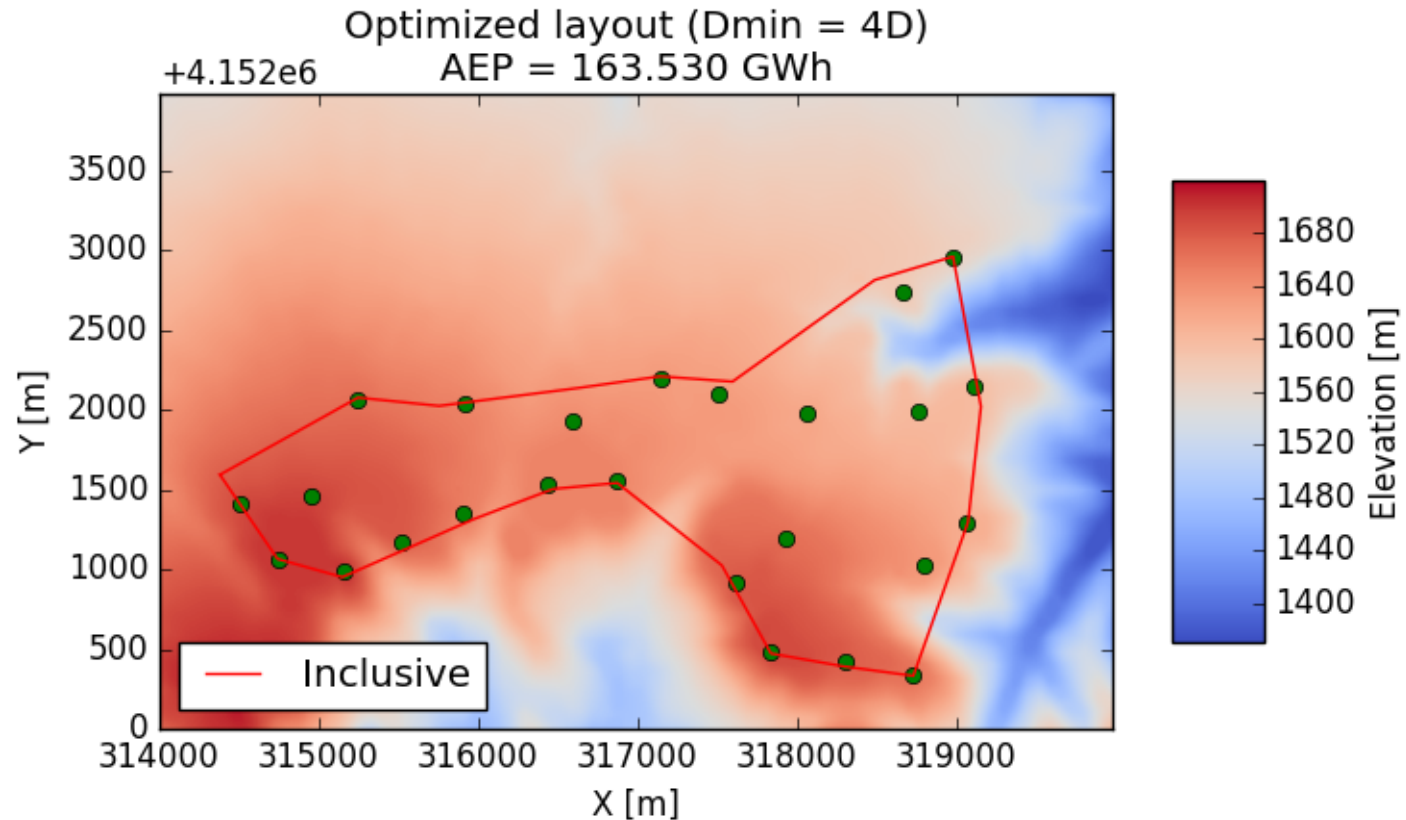 Optimized layout (Dmin = 4D)
AEP = 163.530 GWh
+4.152e6
3500
3000
2500
2000
1500
1000
500
0
Y [m]
314000 315000 316000 317000 318000 319000
X [m]
Inclusive
1680
1640
1600
1560
1520
1480
1440
1400
Elevation [m]